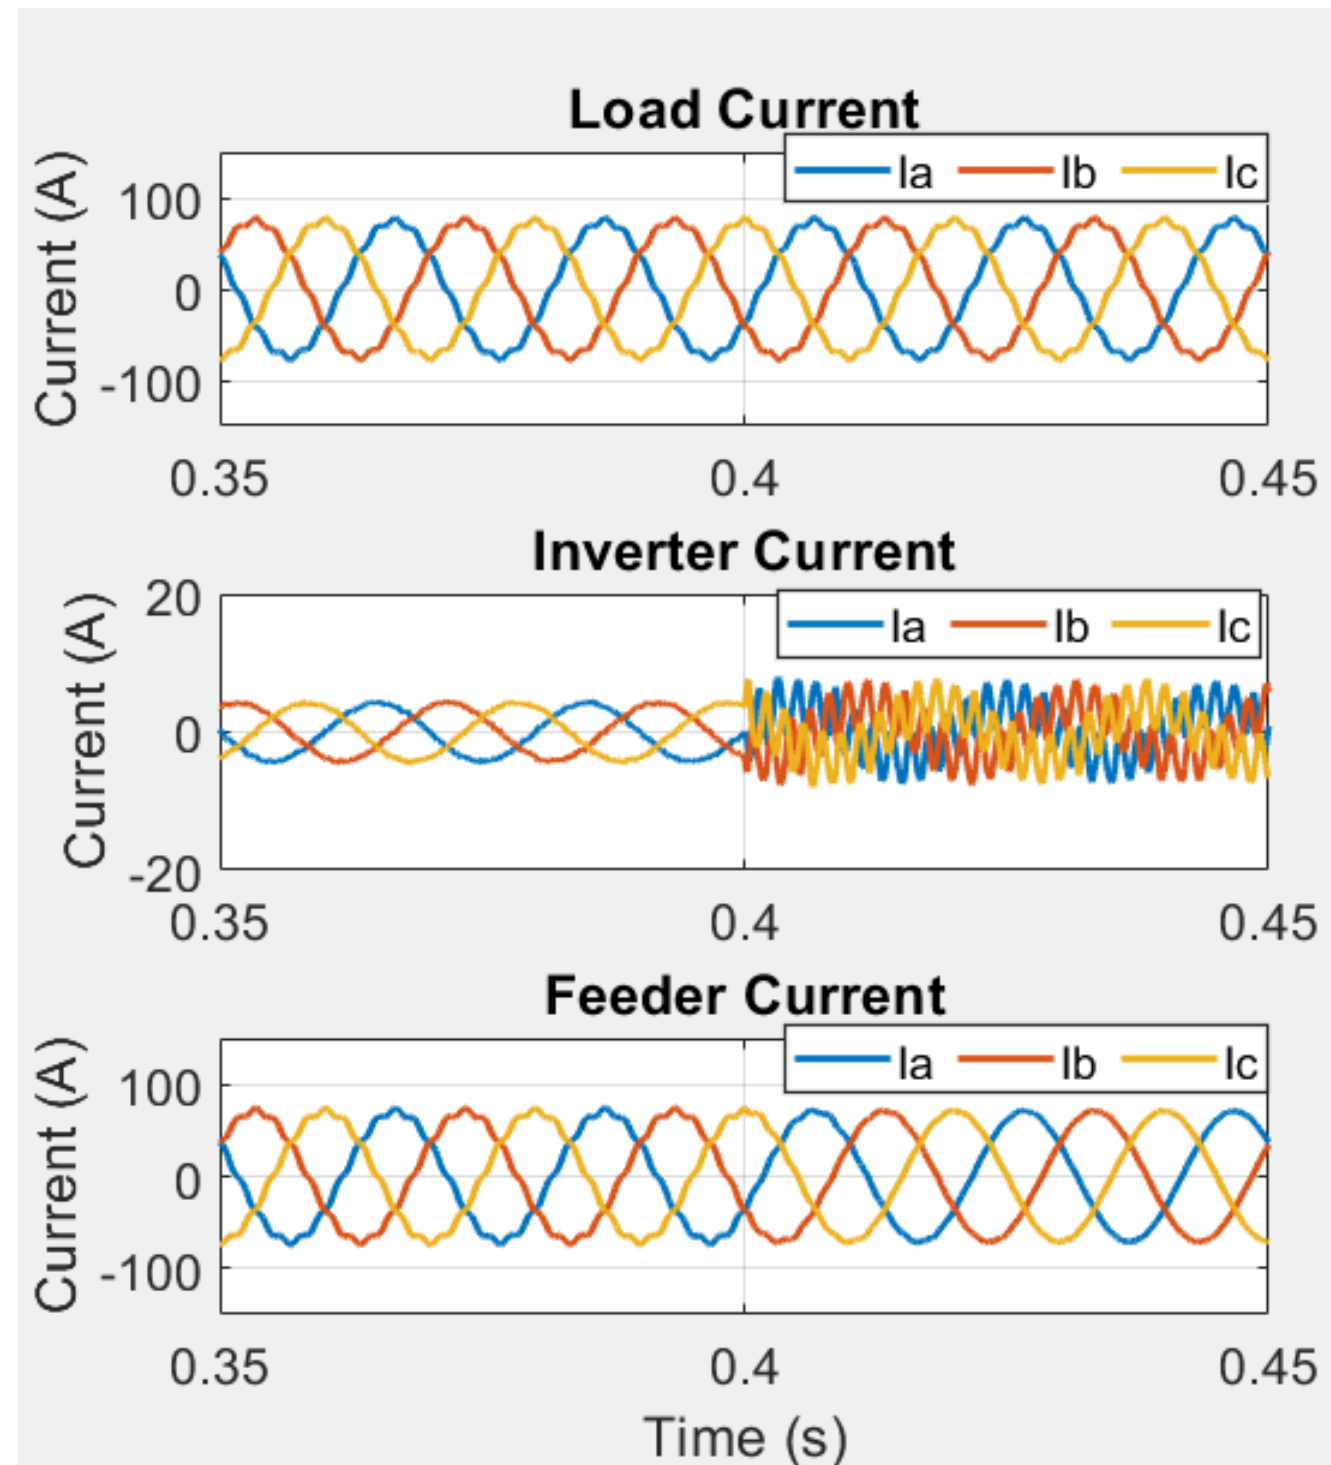 Load Current
Ia Ib Ic
Current (A)
100
0
-100
0.35 0.4 0.45
Inverter Current
Ia Ib Ic
Current (A)
20
0
-20
0.35 0.4 0.45
Feeder Current
Ia Ib Ic
Current (A)
100
0
-100
0.35 0.4 0.45
Time (s)